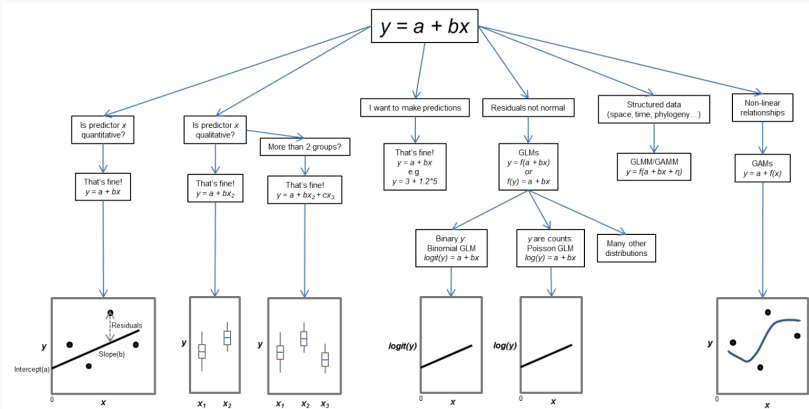 y = a + bx
Is predictor x
quantitative?
That's fine!
y = a + bx
Is predictor x
qualitative?
That's fine!
y = a + bx₂
More than 2 groups?
That's fine!
y = a + bx₂ + cx₃
I want to make predictions
That's fine!
y = a + bx
e.g.
y = 3 + 1.2*5
Residuals not normal
GLMs
y = f(a + bx)
or
f(y) = a + bx
Binary y:
Binomial GLM
logit(y) = a + bx
y are counts:
Poisson GLM
log(y) = a + bx
Many other
distributions
Structured data
(space, time, phylogeny…)
GLMM/GAMM
y = f(a + bx + η)
Non-linear
relationships
GAMs
y = a + f(x)
y
Residuals
Slope(b)
Intercept(a)
0
x
y
x₁ x₂
y
x₁ x₂ x₃
logit(y)
0
x
log(y)
0
x
y
0
x